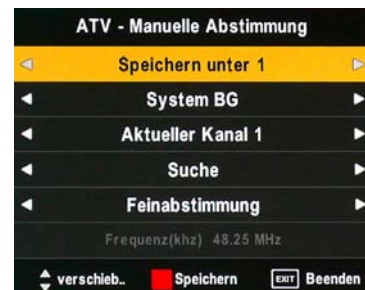 ATV - Manuelle Abstimmung
Speichern unter 1
System BG
Aktueller Kanal 1
Suche
Feinabstimmung
Frequenz(khz) 48.25 MHz
verschieb.. Speichern EXIT Beenden